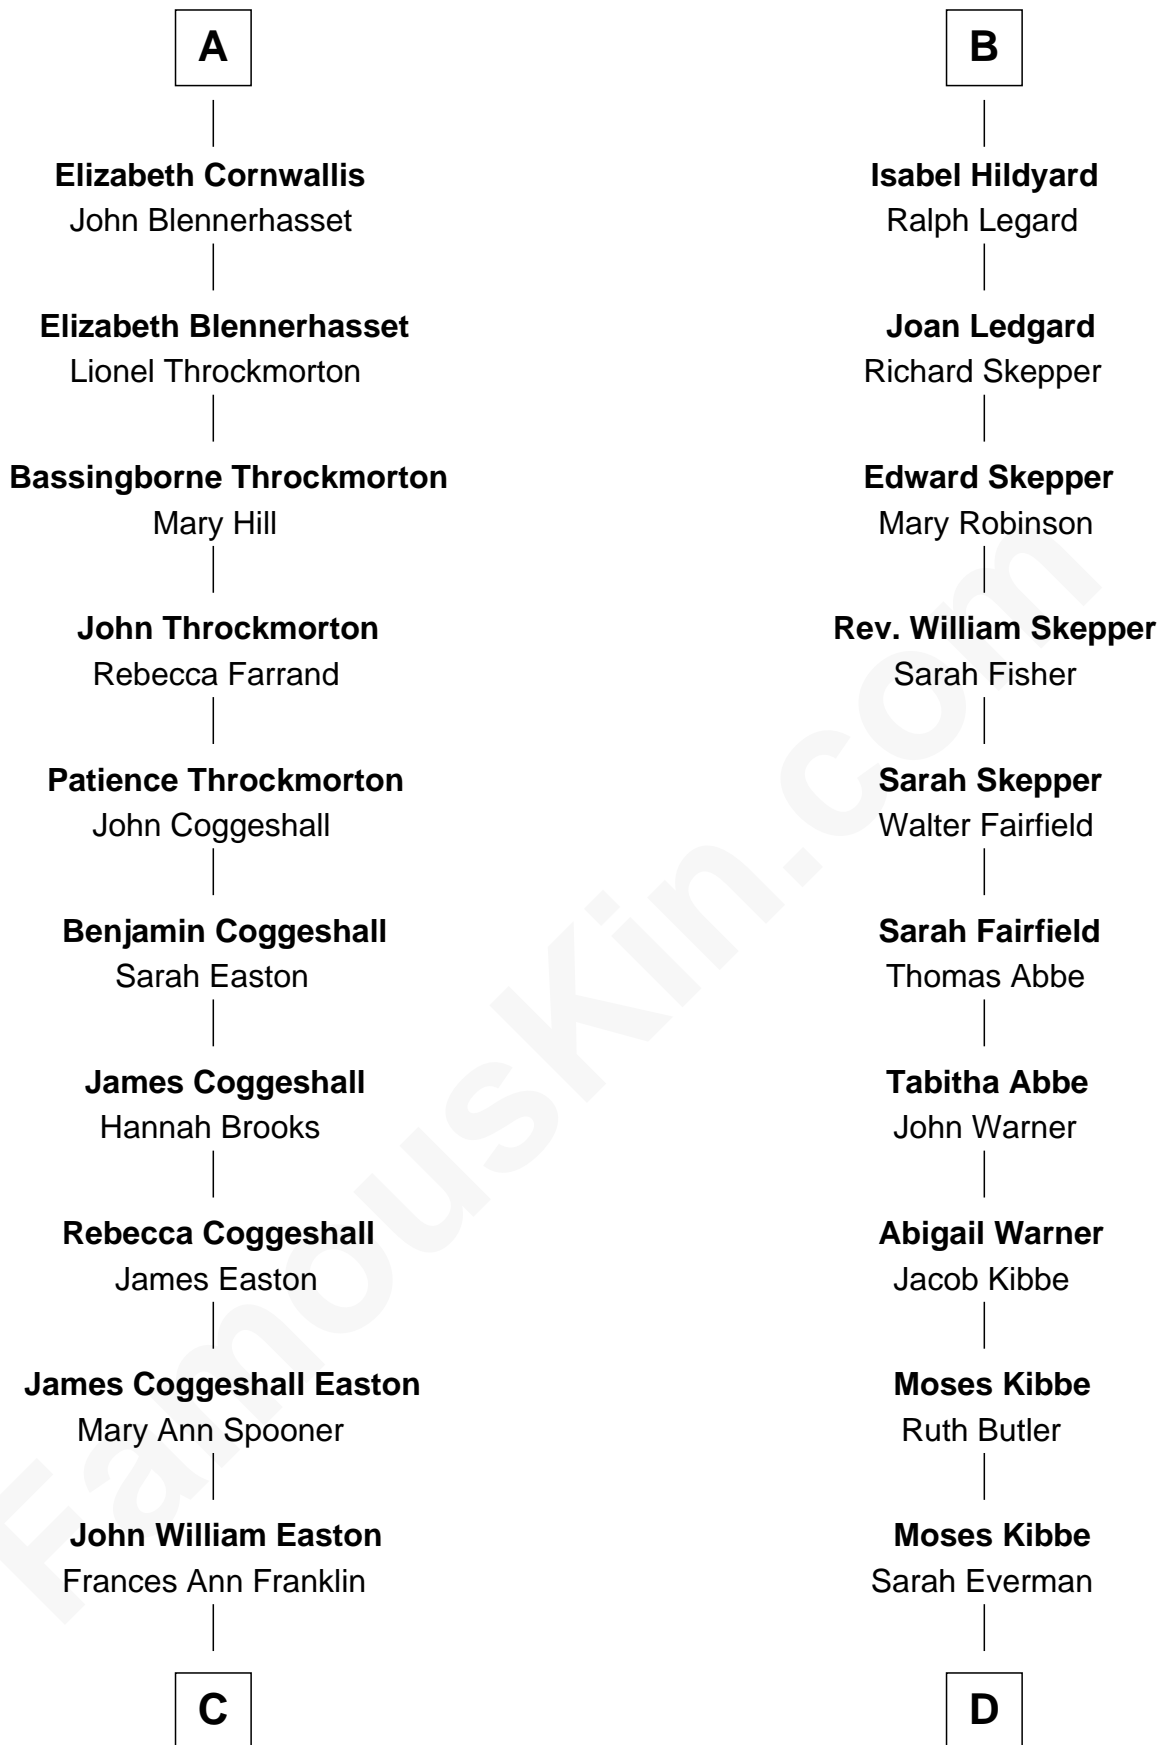 A
Elizabeth Cornwallis
John Blennerhasset
Elizabeth Blennerhasset
Lionel Throckmorton
Bassingborne Throckmorton
Mary Hill
John Throckmorton
Rebecca Farrand
Patience Throckmorton
John Coggeshall
Benjamin Coggeshall
Sarah Easton
James Coggeshall
Hannah Brooks
Rebecca Coggeshall
James Easton
James Coggeshall Easton
Mary Ann Spooner
John William Easton
Frances Ann Franklin
C
B
Isabel Hildyard
Ralph Legard
Joan Ledgard
Richard Skepper
Edward Skepper
Mary Robinson
Rev. William Skepper
Sarah Fisher
Sarah Skepper
Walter Fairfield
Sarah Fairfield
Thomas Abbe
Tabitha Abbe
John Warner
Abigail Warner
Jacob Kibbe
Moses Kibbe
Ruth Butler
Moses Kibbe
Sarah Everman
D
FamousKin.com